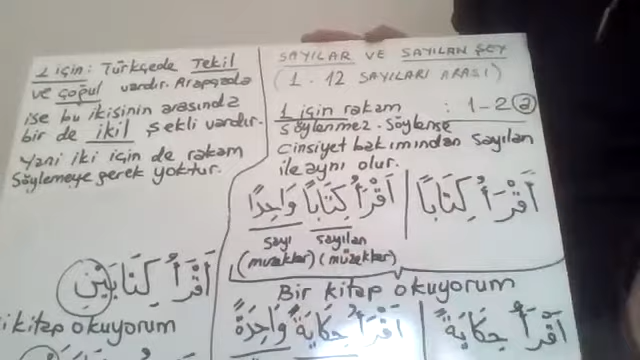 SAYILAR VE SAYILAN ŞEY
(1 - 12 SAYILARI ARASI)
1 için rakam : 1-2 (a)
söylenmez. Söylense
cinsiyet bakımından sayılan
ile aynı olur.
أَقْرَأُ كِتَابًا | أَقْرَأُ كِتَابًا وَاحِدًا
sayı sayılan
(müzekker) (müzekker)
Bir kitap okuyorum
أَقْرَأُ حِكَايَةً | أَقْرَأُ حِكَايَةً وَاحِدَةً
2 için: Türkçede Tekil
ve çoğul vardır. Arapçada
ise bu ikisinin arasında
bir de ikil şekli vardır.
Yani iki için de rakam
söylemeye gerek yoktur.
أَقْرَأُ كِتَابَيْنِ
kitap okuyorum